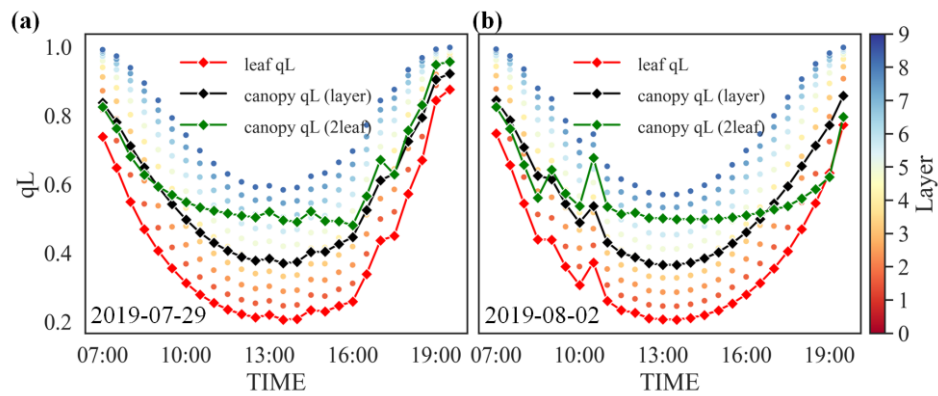 (a)
(b)
qL
1.0
0.8
0.6
0.4
0.2
leaf qL
canopy qL (layer)
canopy qL (2leaf)
2019-07-29
07:00 10:00 13:00 16:00 19:00
TIME
leaf qL
canopy qL (layer)
canopy qL (2leaf)
2019-08-02
07:00 10:00 13:00 16:00 19:00
TIME
9
8
7
6
5
4
3
2
1
0
Layer